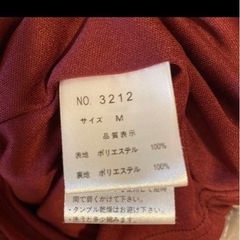 NO. 3212
サイズ M
品質表示
表地 ポリエステル 100%
裏地 ポリエステル 100%
・タンブル乾燥はお避け下さい。